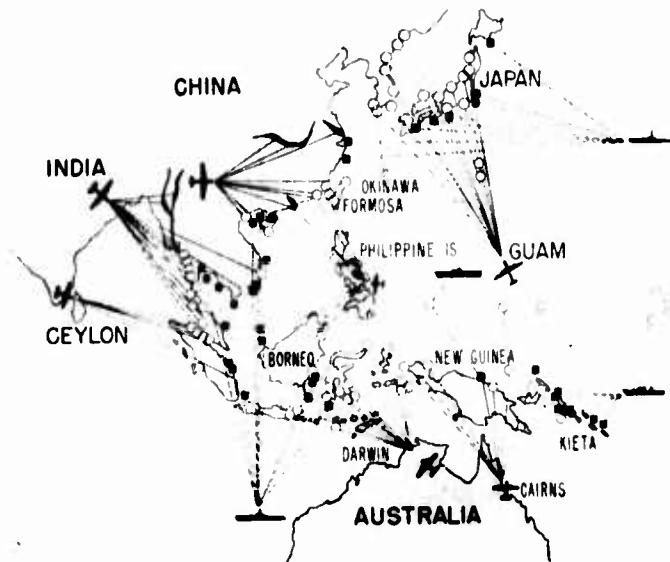 JAPAN
CHINA
INDIA
OKINAWA
FORMOSA
PHILIPPINE IS
GUAM
CEYLON
BORNEO
NEW GUINEA
KIETA
DARWIN
CAIRNS
AUSTRALIA